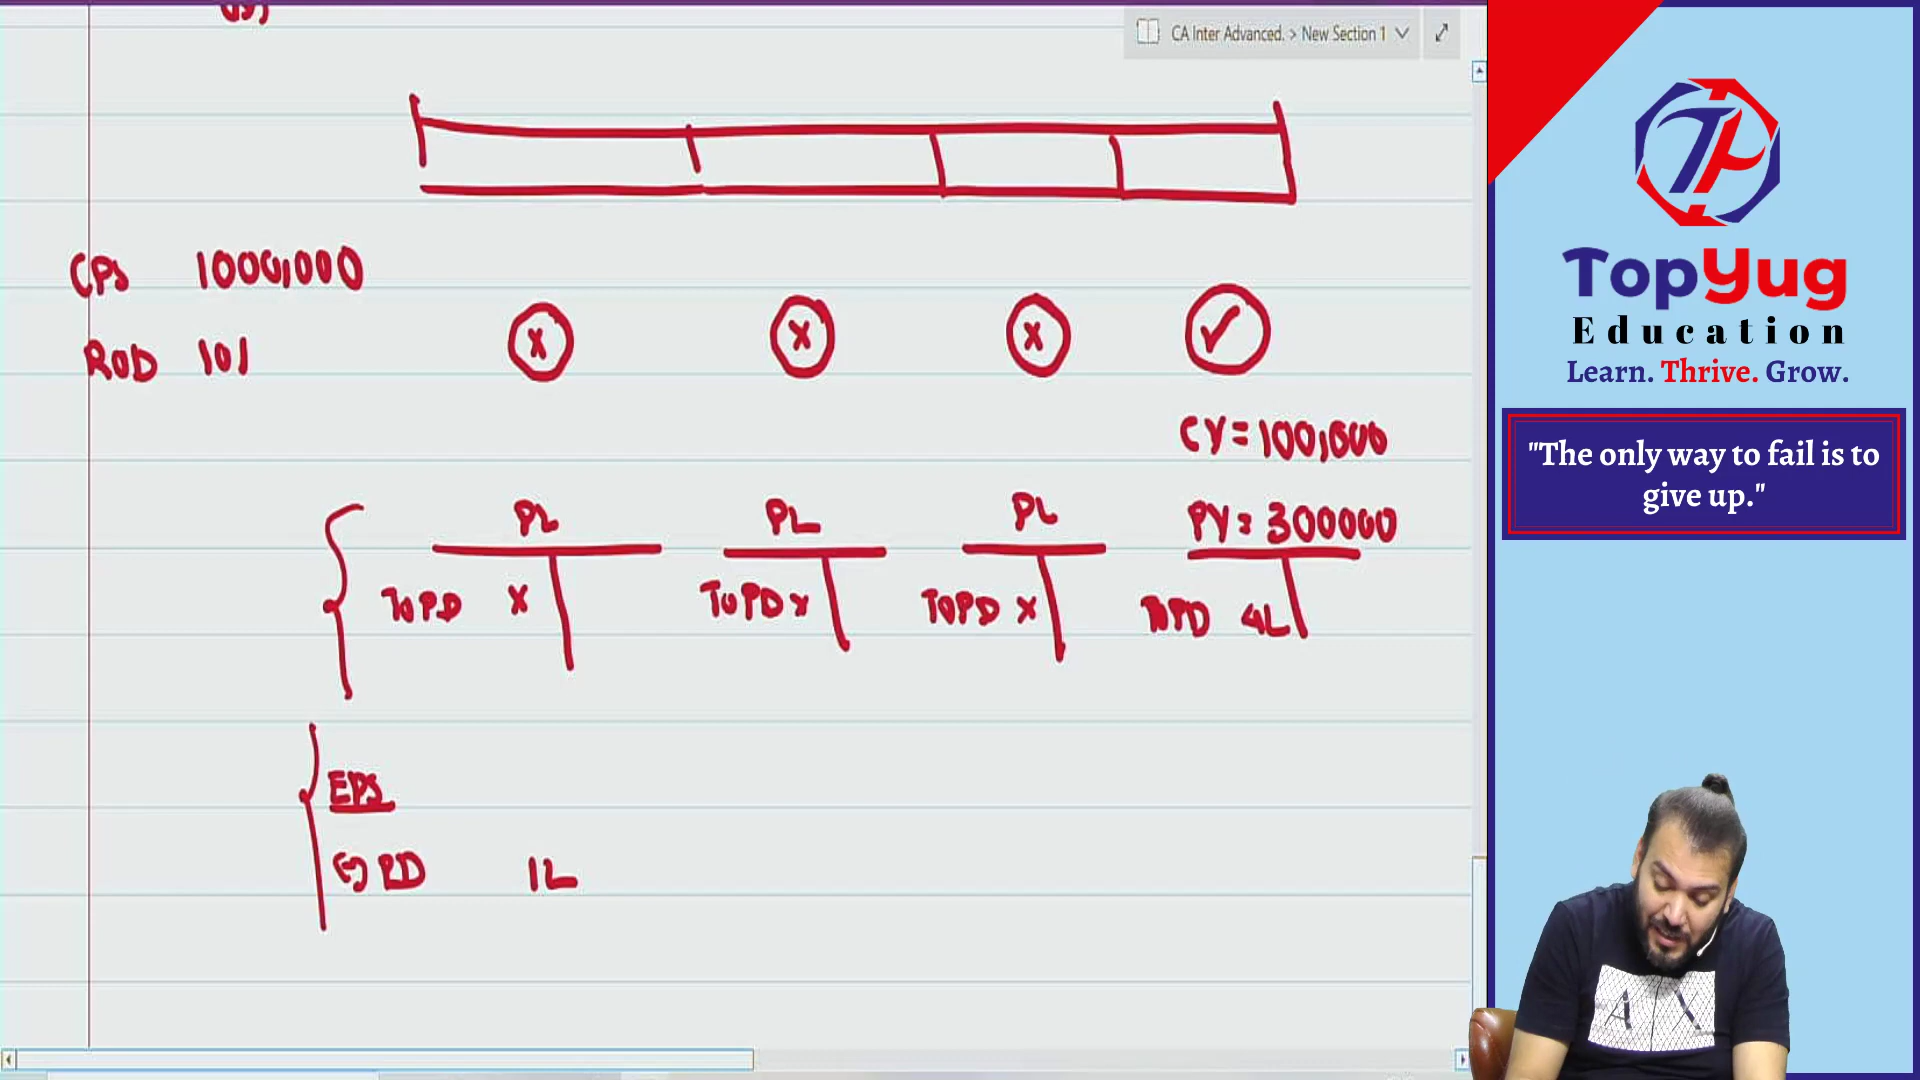 CA Inter Advanced. > New Section 1
CPS 1000,000
ROD 101
x x x ✓
CY = 100,000
PL PL PL PY = 300000
TOPD x TOPD x TOPD x TOPD 4L
EPS
(-) PD 1L
TopYug
Education
Learn. Thrive. Grow.
"The only way to fail is to
give up."